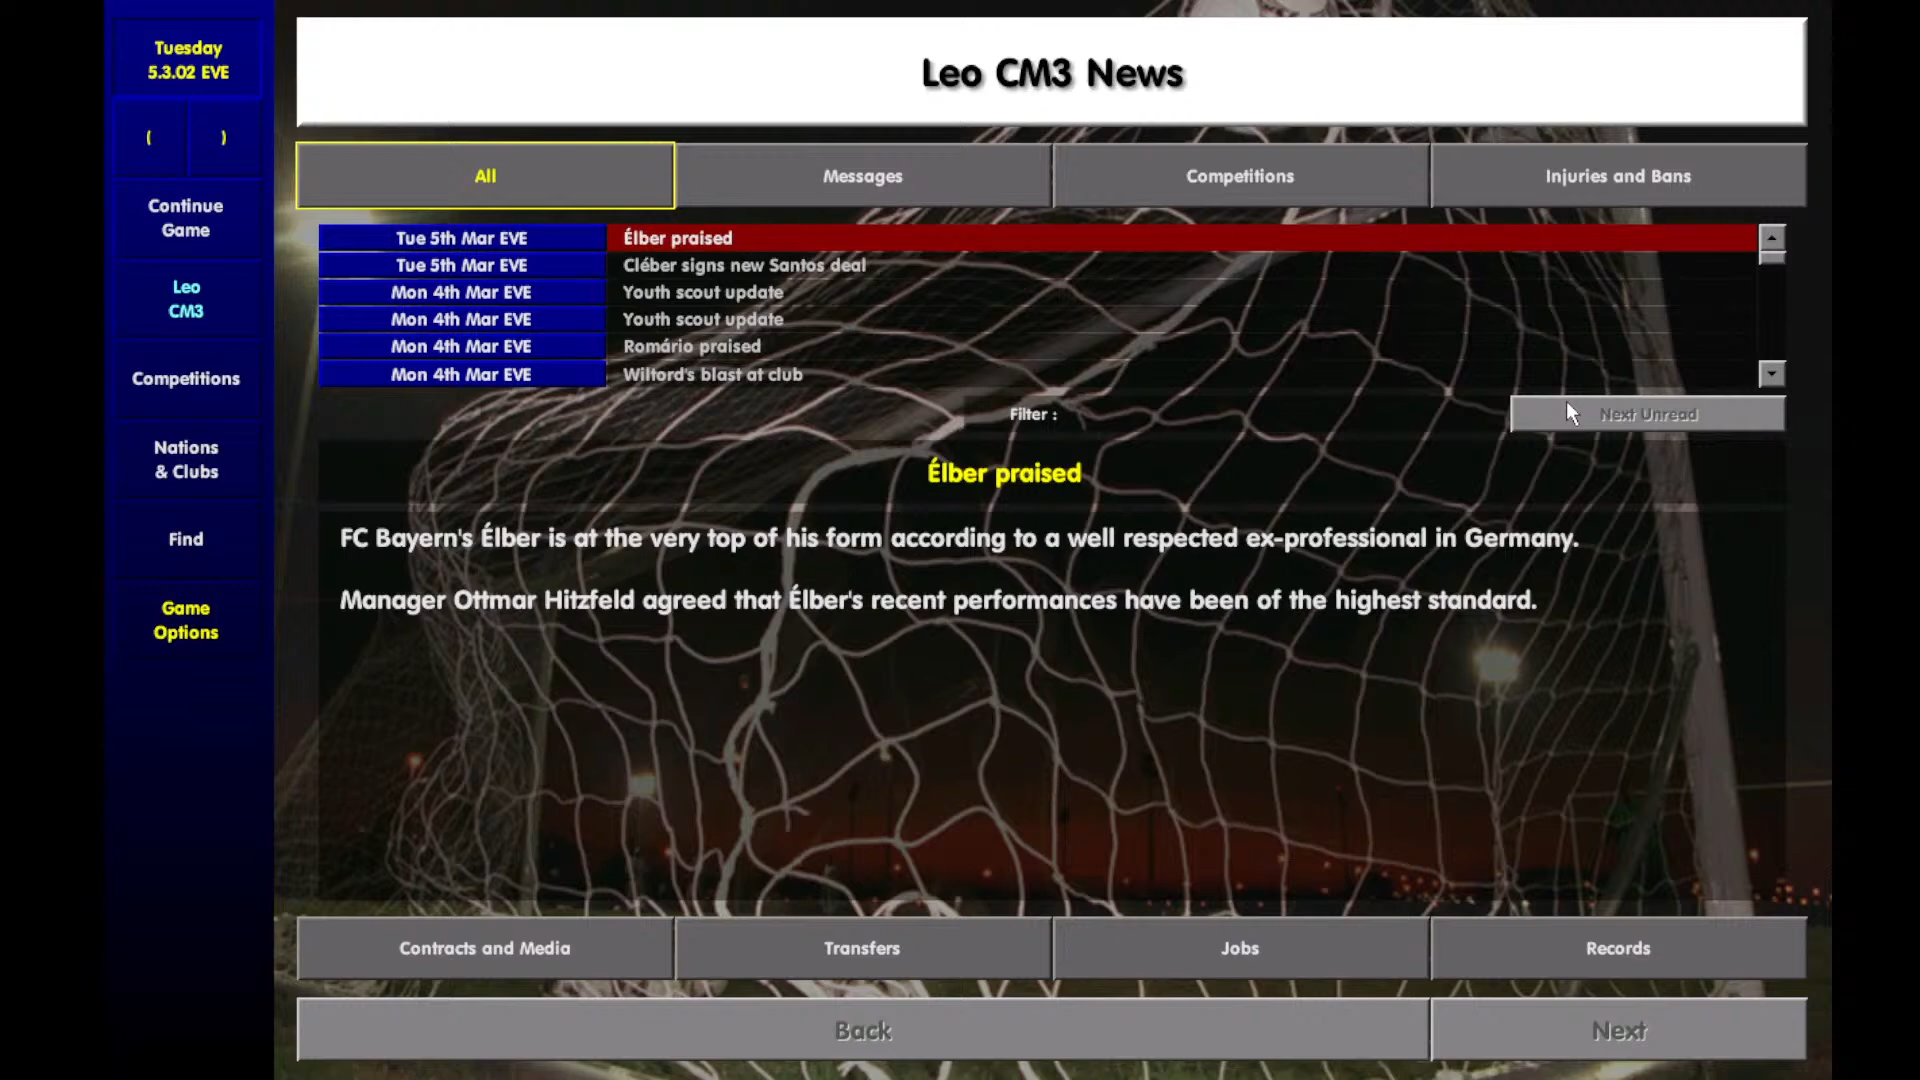 Tuesday
5.3.02 EVE
Continue
Game
Leo
CM3
Competitions
Nations
& Clubs
Find
Game
Options
Leo CM3 News
All
Messages
Competitions
Injuries and Bans
Tue 5th Mar EVE Élber praised
Tue 5th Mar EVE Cléber signs new Santos deal
Mon 4th Mar EVE Youth scout update
Mon 4th Mar EVE Youth scout update
Mon 4th Mar EVE Romário praised
Mon 4th Mar EVE Wiltord's blast at club
Filter :
Next Unread
Élber praised
FC Bayern's Élber is at the very top of his form according to a well respected ex-professional in Germany.
Manager Ottmar Hitzfeld agreed that Élber's recent performances have been of the highest standard.
Contracts and Media
Transfers
Jobs
Records
Back
Next